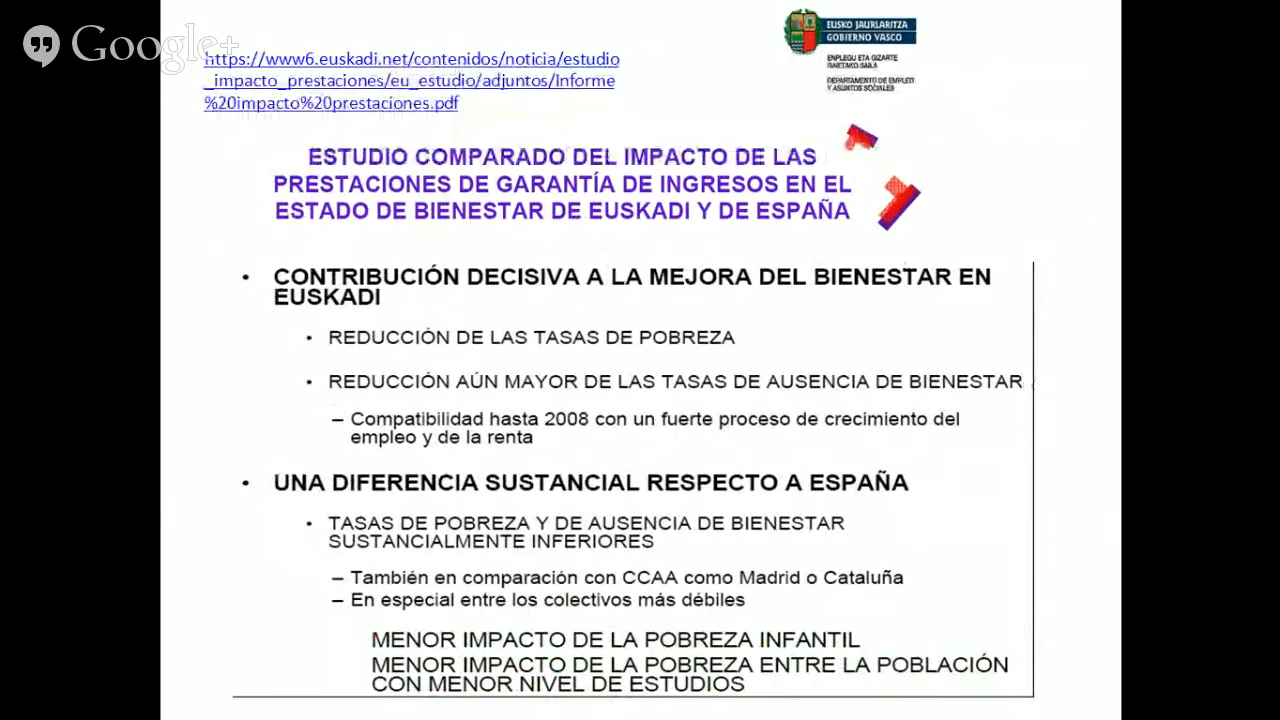 Google+
https://www6.euskadi.net/contenidos/noticia/estudio
_impacto_prestaciones/eu_estudio/adjuntos/Informe
%20impacto%20prestaciones.pdf
EUSKO JAURLARITZA
GOBIERNO VASCO
ENPLEGU ETA GIZARTE
GAIETAKO SAILA
DEPARTAMENTO DE EMPLEO
Y ASUNTOS SOCIALES
ESTUDIO COMPARADO DEL IMPACTO DE LAS
PRESTACIONES DE GARANTÍA DE INGRESOS EN EL
ESTADO DE BIENESTAR DE EUSKADI Y DE ESPAÑA
• CONTRIBUCIÓN DECISIVA A LA MEJORA DEL BIENESTAR EN
EUSKADI
• REDUCCIÓN DE LAS TASAS DE POBREZA
• REDUCCIÓN AÚN MAYOR DE LAS TASAS DE AUSENCIA DE BIENESTAR
– Compatibilidad hasta 2008 con un fuerte proceso de crecimiento del
empleo y de la renta
• UNA DIFERENCIA SUSTANCIAL RESPECTO A ESPAÑA
• TASAS DE POBREZA Y DE AUSENCIA DE BIENESTAR
SUSTANCIALMENTE INFERIORES
– También en comparación con CCAA como Madrid o Cataluña
– En especial entre los colectivos más débiles
MENOR IMPACTO DE LA POBREZA INFANTIL
MENOR IMPACTO DE LA POBREZA ENTRE LA POBLACIÓN
CON MENOR NIVEL DE ESTUDIOS